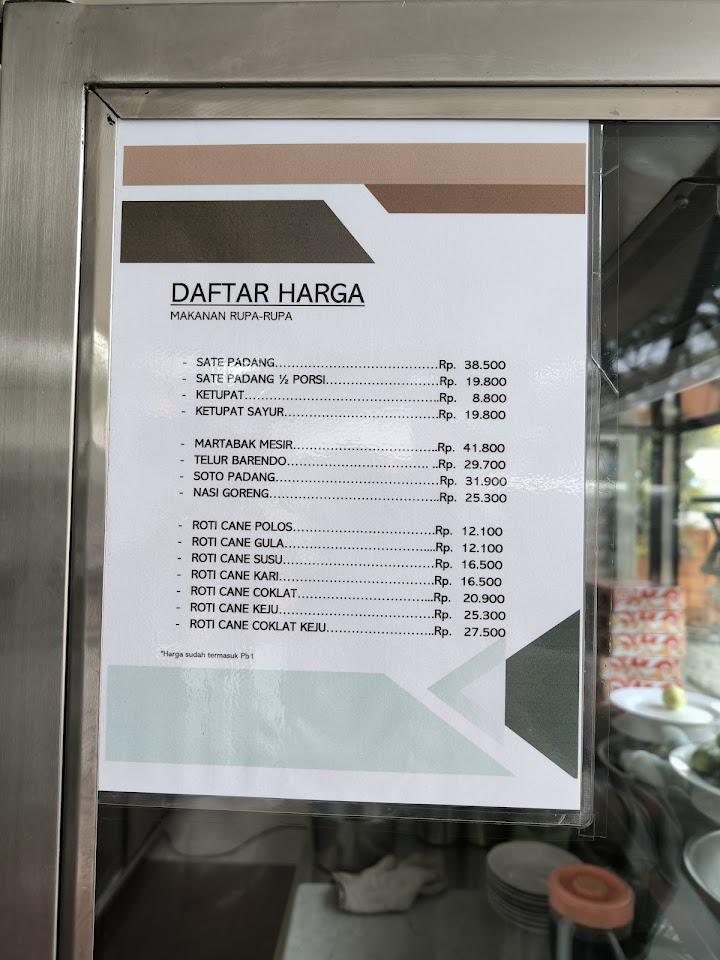 DAFTAR HARGA
MAKANAN RUPA-RUPA
- SATE PADANG................................Rp. 38.500
- SATE PADANG ½ PORSI................................Rp. 19.800
- KETUPAT................................Rp. 8.800
- KETUPAT SAYUR................................Rp. 19.800
- MARTABAK MESIR................................Rp. 41.800
- TELUR BARENDO................................Rp. 29.700
- SOTO PADANG................................Rp. 31.900
- NASI GORENG................................Rp. 25.300
- ROTI CANE POLOS................................Rp. 12.100
- ROTI CANE GULA................................Rp. 12.100
- ROTI CANE SUSU................................Rp. 16.500
- ROTI CANE KARI................................Rp. 16.500
- ROTI CANE COKLAT................................Rp. 20.900
- ROTI CANE KEJU................................Rp. 25.300
- ROTI CANE COKLAT KEJU................................Rp. 27.500
*Harga sudah termasuk Pb1